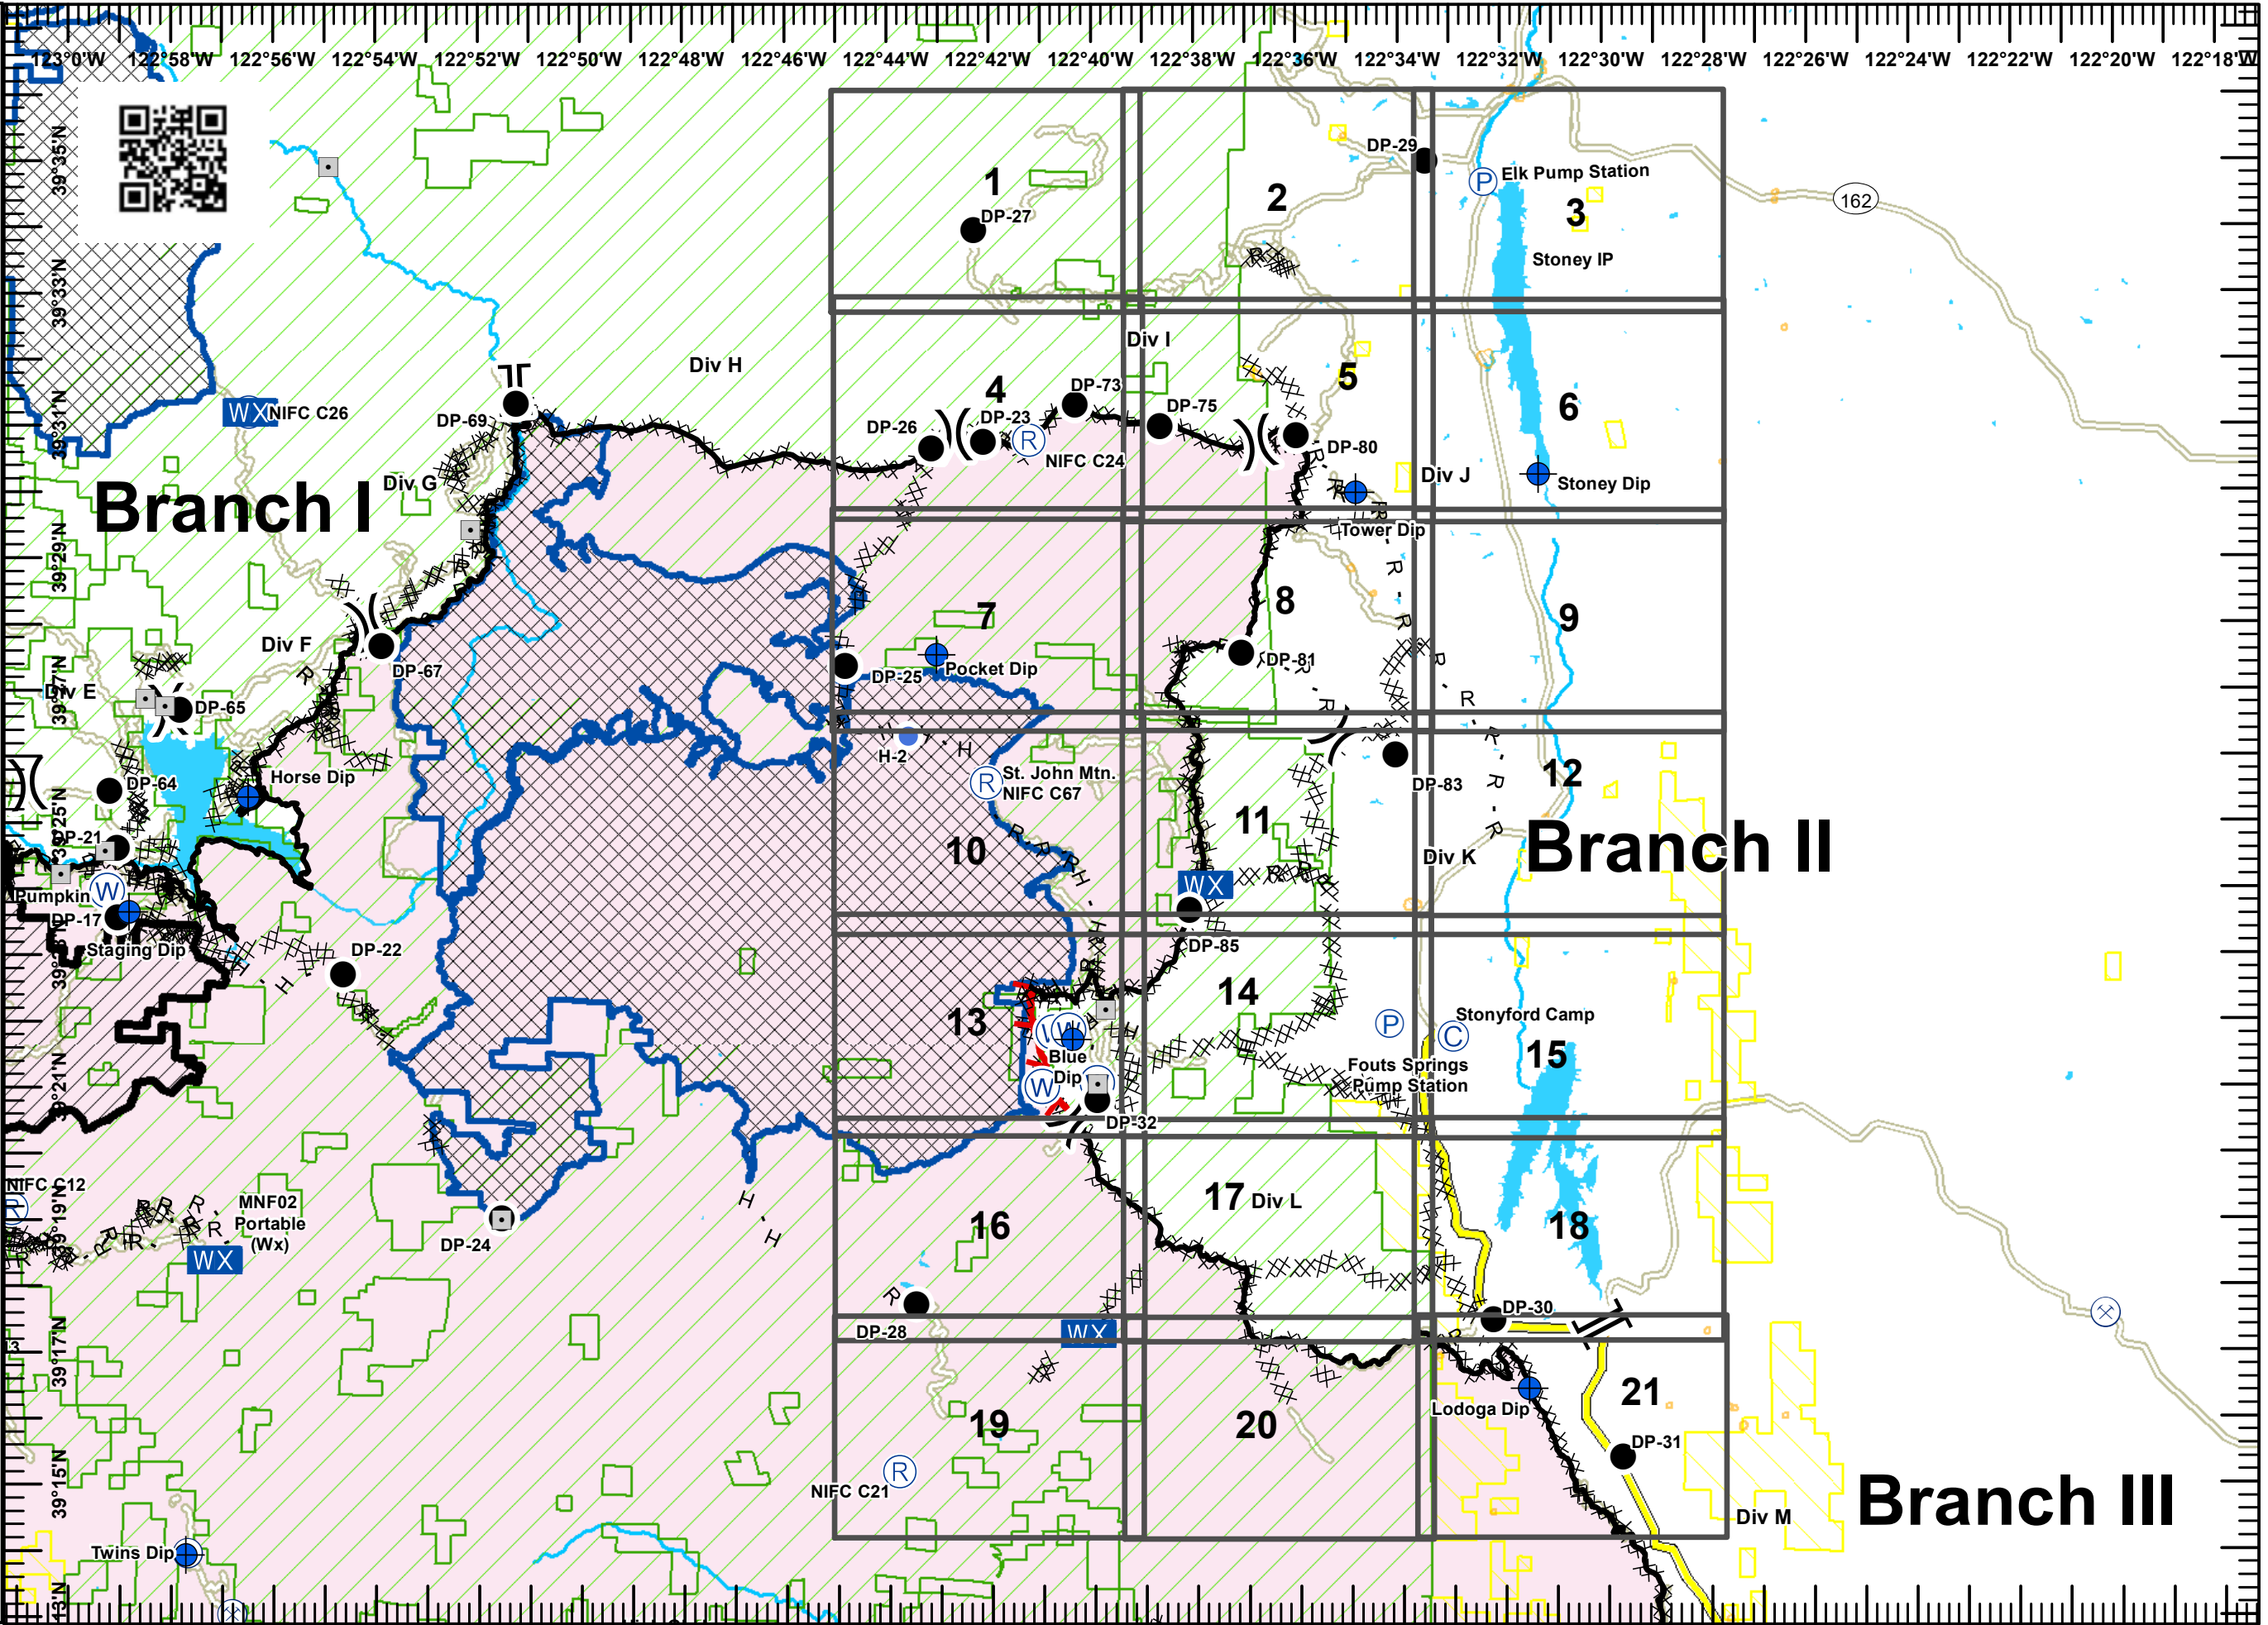 123°0'W 122°58'W 122°56'W 122°54'W 122°52'W 122°50'W 122°48'W 122°46'W 122°44'W 122°42'W 122°40'W 122°38'W 122°36'W 122°34'W 122°32'W 122°30'W 122°28'W 122°26'W 122°24'W 122°22'W 122°20'W 122°18'W
39°35'N
39°33'N
39°31'N
39°29'N
39°27'N
39°25'N
39°23'N
39°21'N
39°19'N
39°17'N
39°15'N
13'N
1
DP-27
2
DP-29
P Elk Pump Station
3
162
Stoney IP
Div I
Div H
4
5
6
DP-73
DP-75
DP-23
DP-26
R
NIFC C24
DP-80
WX NIFC C26
DP-69
Div G
Branch I
Div J
Stoney Dip
Tower Dip
7
8
9
Div F
DP-67
DP-81
Pocket Dip
DP-25
Div E
DP-65
H-2
Horse Dip
DP-64
R St. John Mtn.
NIFC C67
DP-83
12
11
10
DP-21
Div K
Branch II
WX
Pumpkin W
DP-17
Staging Dip
DP-22
DP-85
13
14
P
C
Stonyford Camp
15
W
Blue
Dip
W
Fouts Springs
Pump Station
DP-32
NIFC C12
R
MNF02
Portable
(Wx)
WX
DP-24
16
17 Div L
18
DP-28
WX
DP-30
19
20
21
Lodoga Dip
DP-31
R
NIFC C21
Div M
Branch III
Twins Dip